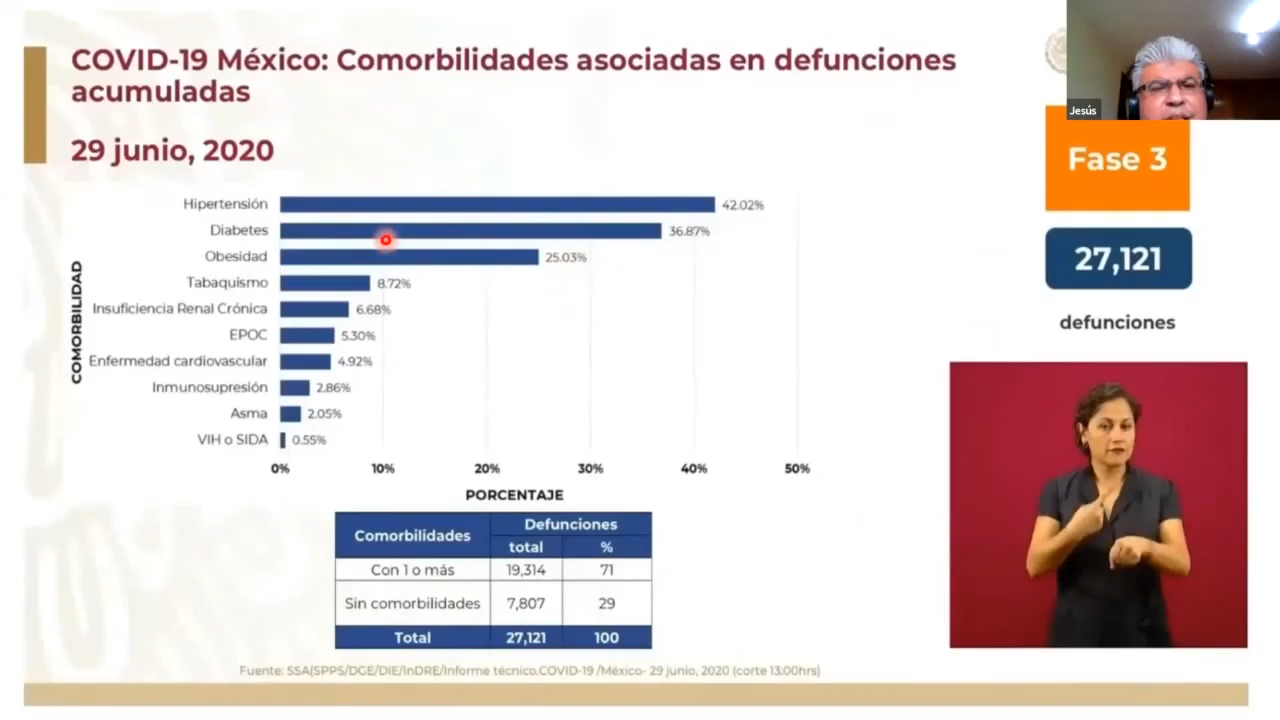 COVID-19 México: Comorbilidades asociadas en defunciones
acumuladas
29 junio, 2020
Jesús
Fase 3
27,121
defunciones
COMORBILIDAD
Hipertensión 42.02%
Diabetes 36.87%
Obesidad 25.03%
Tabaquismo 8.72%
Insuficiencia Renal Crónica 6.68%
EPOC 5.30%
Enfermedad cardiovascular 4.92%
Inmunosupresión 2.86%
Asma 2.05%
VIH o SIDA 0.55%
0% 10% 20% 30% 40% 50%
PORCENTAJE
Comorbilidades Defunciones
total %
Con 1 o más 19,314 71
Sin comorbilidades 7,807 29
Total 27,121 100
Fuente: SSA(SPPS/DGE/DIE/InDRE/Informe técnico.COVID-19 /México- 29 junio, 2020 (corte 13:00hrs)